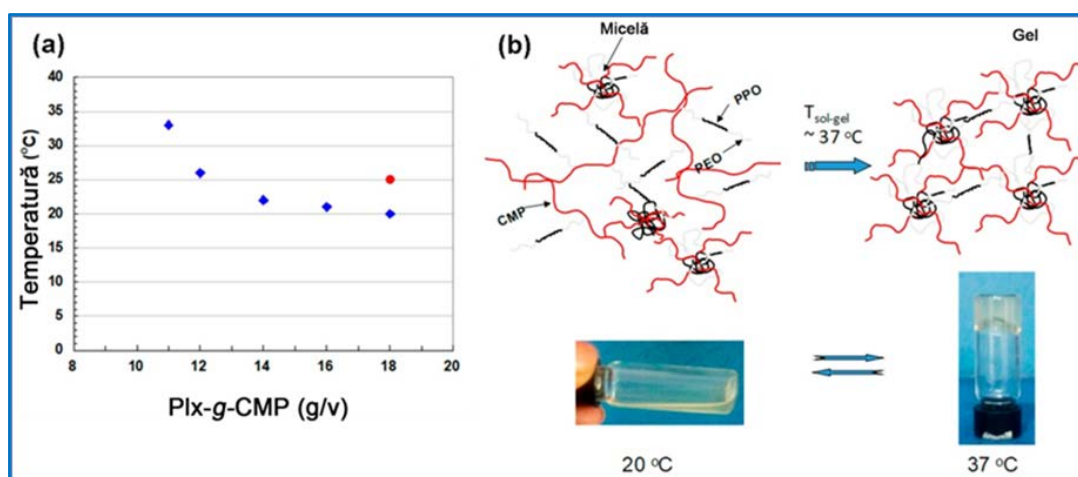 (a)
40
35
30
25
20
15
10
5
0
Temperatură (°C)
8
10
12
14
16
18
20
Plx-g-CMP (g/v)
(b)
Micelă
PPO
PEO
CMP
T sol-gel
~ 37 °C
Gel
20 °C
37 °C